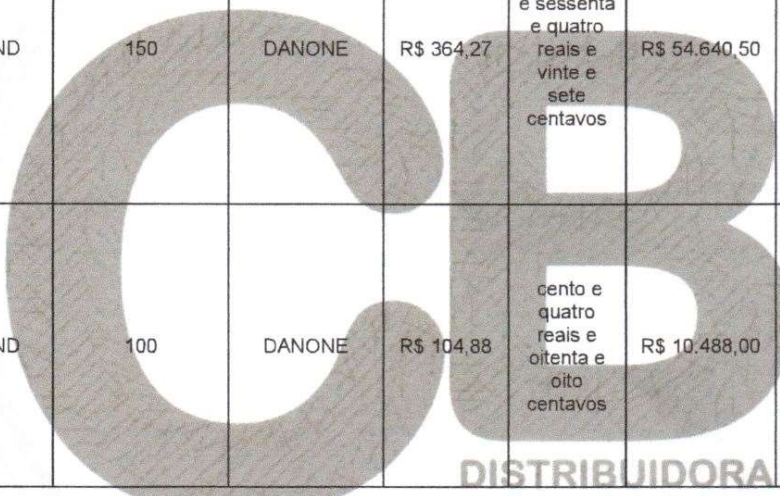 e sessenta
e quatro
ND 150 DANONE R$ 364,27 reais e R$ 54.640,50
vinte e
sete
centavos
cento e
quatro
reais e
ND 100 DANONE R$ 104,88 oitenta e R$ 10.488,00
oito
centavos
CB
DISTRIBUIDORA